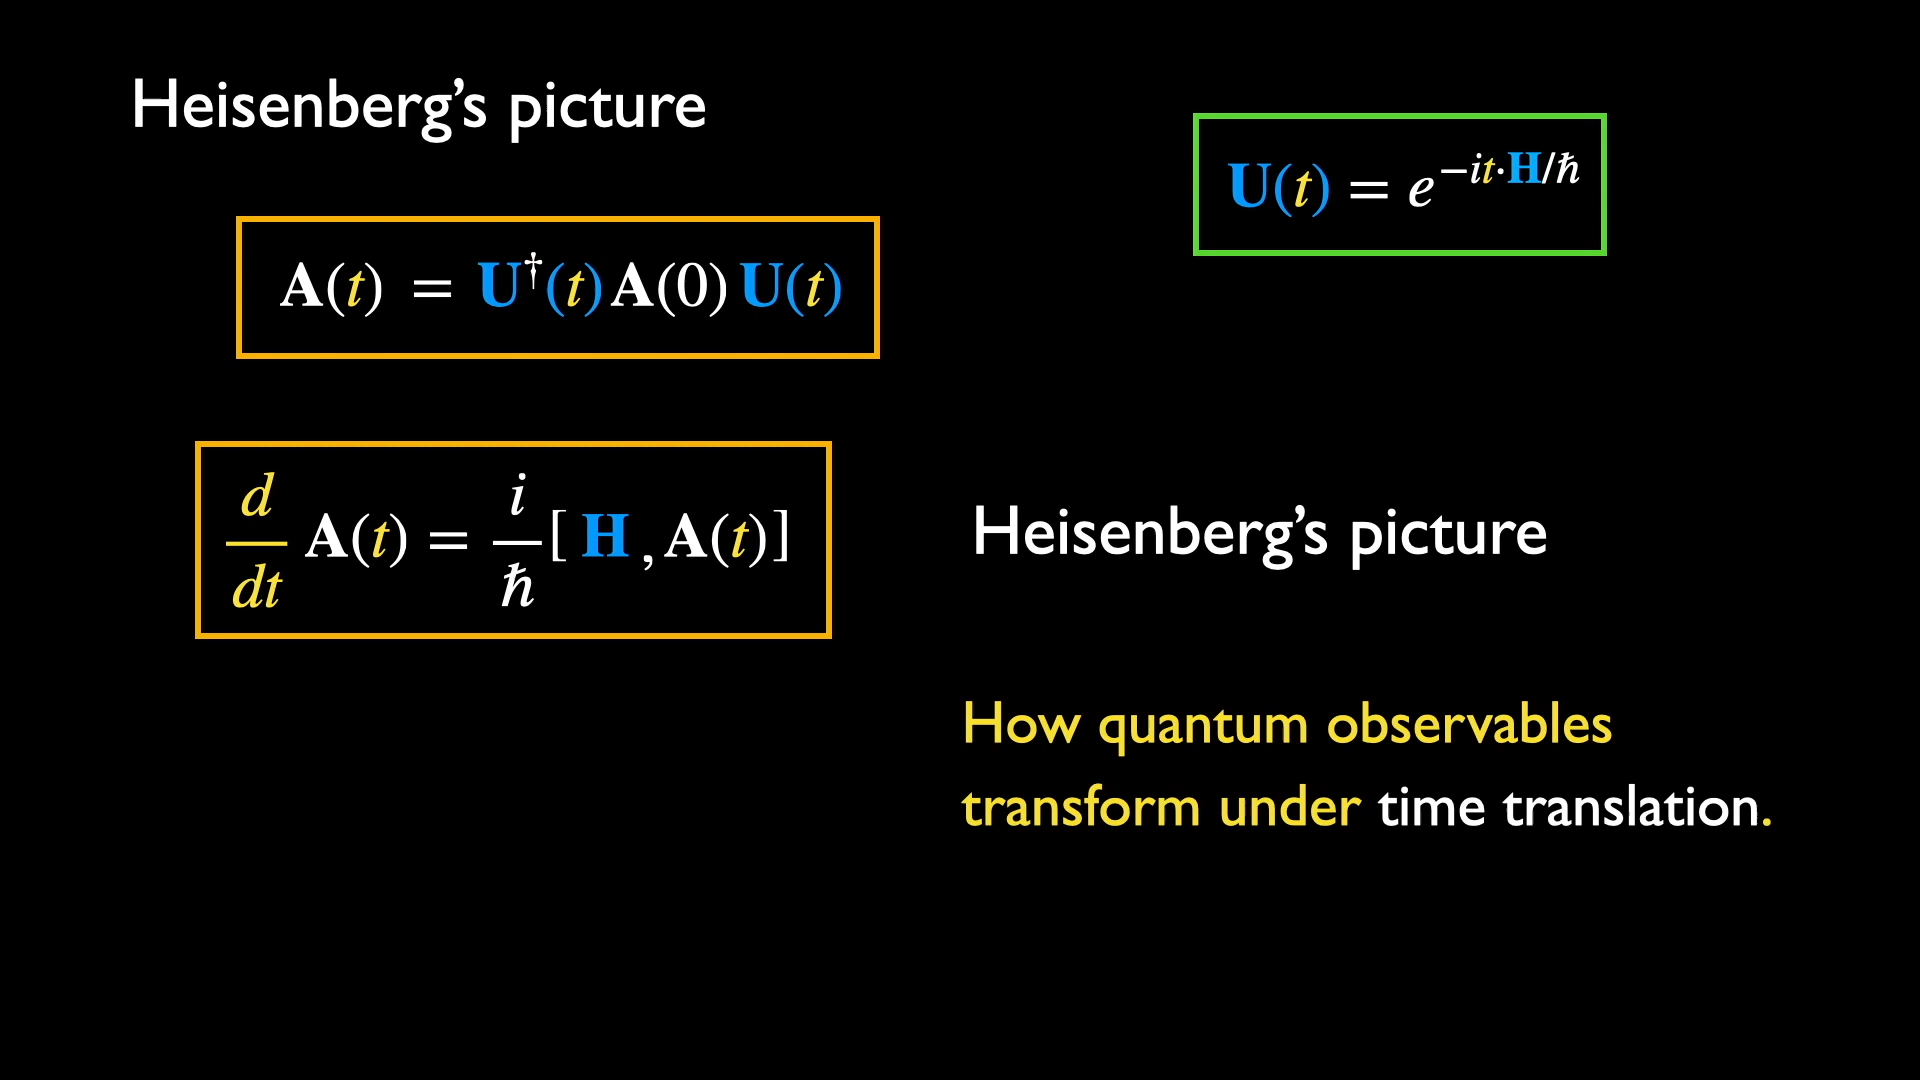 Heisenberg’s picture
U(t) = e^{−it·H/ħ}
A(t) = U†(t) A(0) U(t)
d/dt A(t) = i/ħ [ H , A(t)]
Heisenberg’s picture
How quantum observables
transform under time translation.